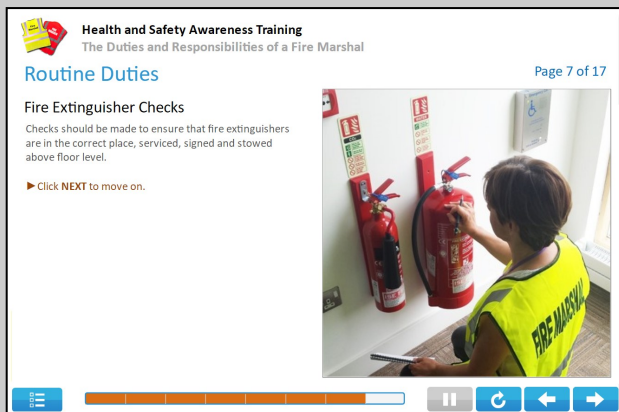 Health and Safety Awareness Training
The Duties and Responsibilities of a Fire Marshal
Routine Duties
Page 7 of 17
Fire Extinguisher Checks
Checks should be made to ensure that fire extinguishers
are in the correct place, serviced, signed and stowed
above floor level.
Click NEXT to move on.
FIRE MARSHAL